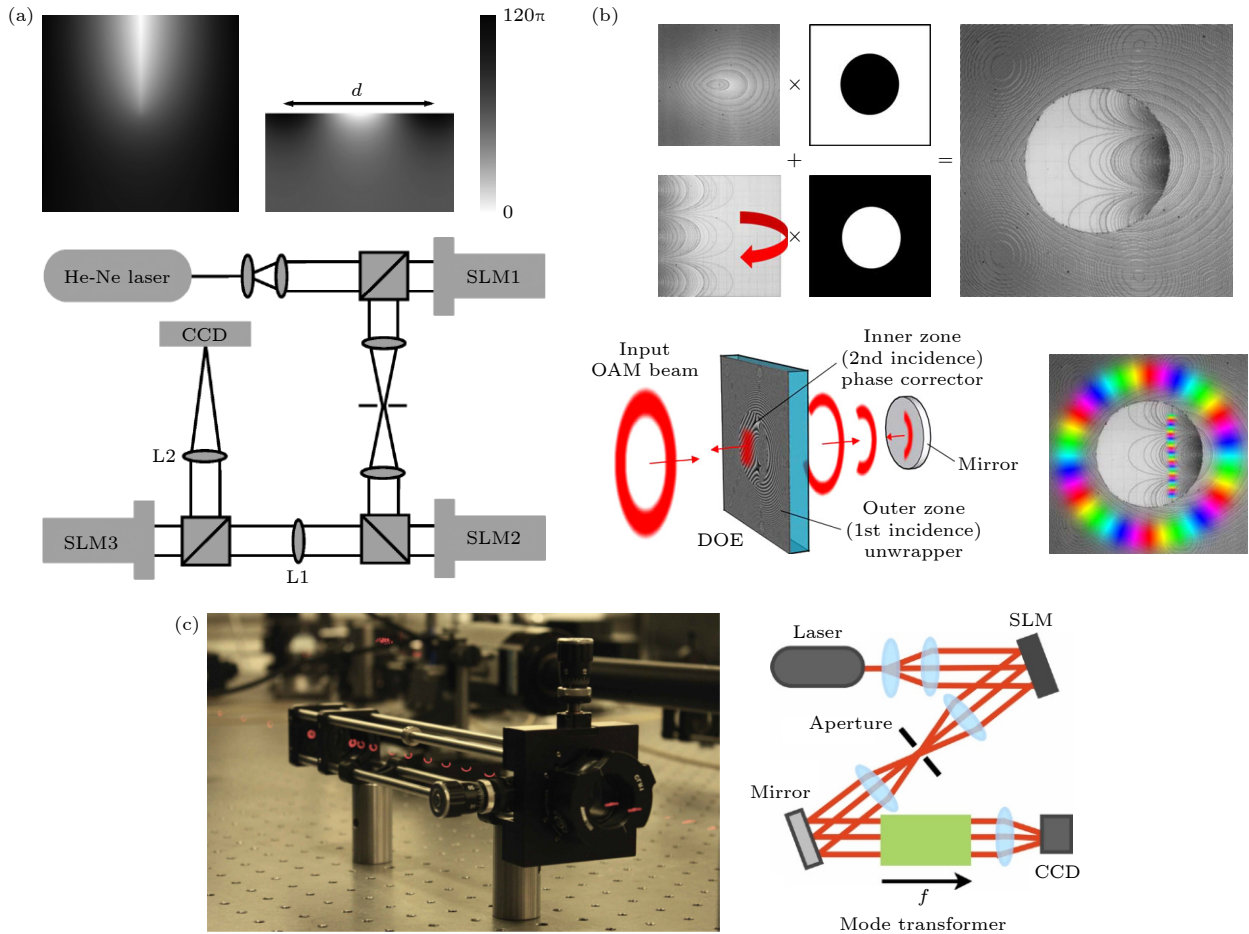 (a)
120π
d
0
He-Ne laser
SLM1
CCD
L2
SLM3
L1
SLM2
(b)
×
+
=
×
Input
OAM beam
Inner zone
(2nd incidence)
phase corrector
Mirror
Outer zone
(1st incidence)
unwrapper
DOE
(c)
Laser
SLM
Aperture
Mirror
CCD
f
Mode transformer